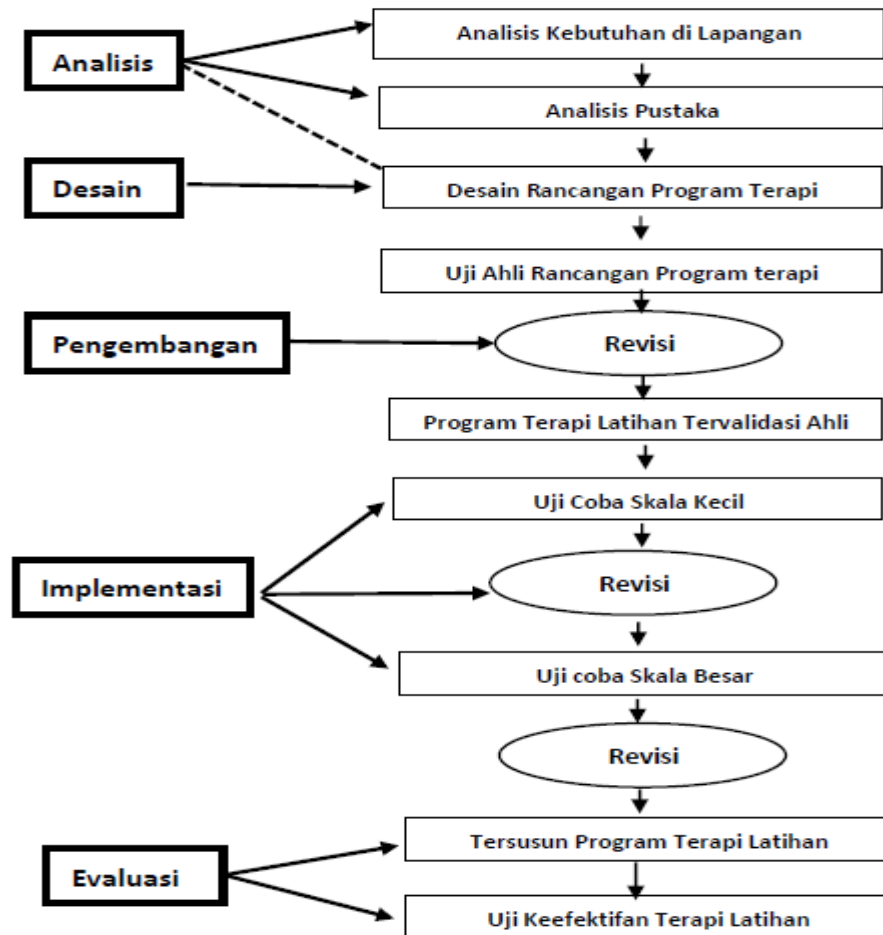 Analisis Kebutuhan di Lapangan
Analisis
Analisis Pustaka
Desain
Desain Rancangan Program Terapi
Uji Ahli Rancangan Program terapi
Pengembangan
Revisi
Program Terapi Latihan Tervalidasi Ahli
Uji Coba Skala Kecil
Implementasi
Revisi
Uji coba Skala Besar
Revisi
Tersusun Program Terapi Latihan
Evaluasi
Uji Keefektifan Terapi Latihan